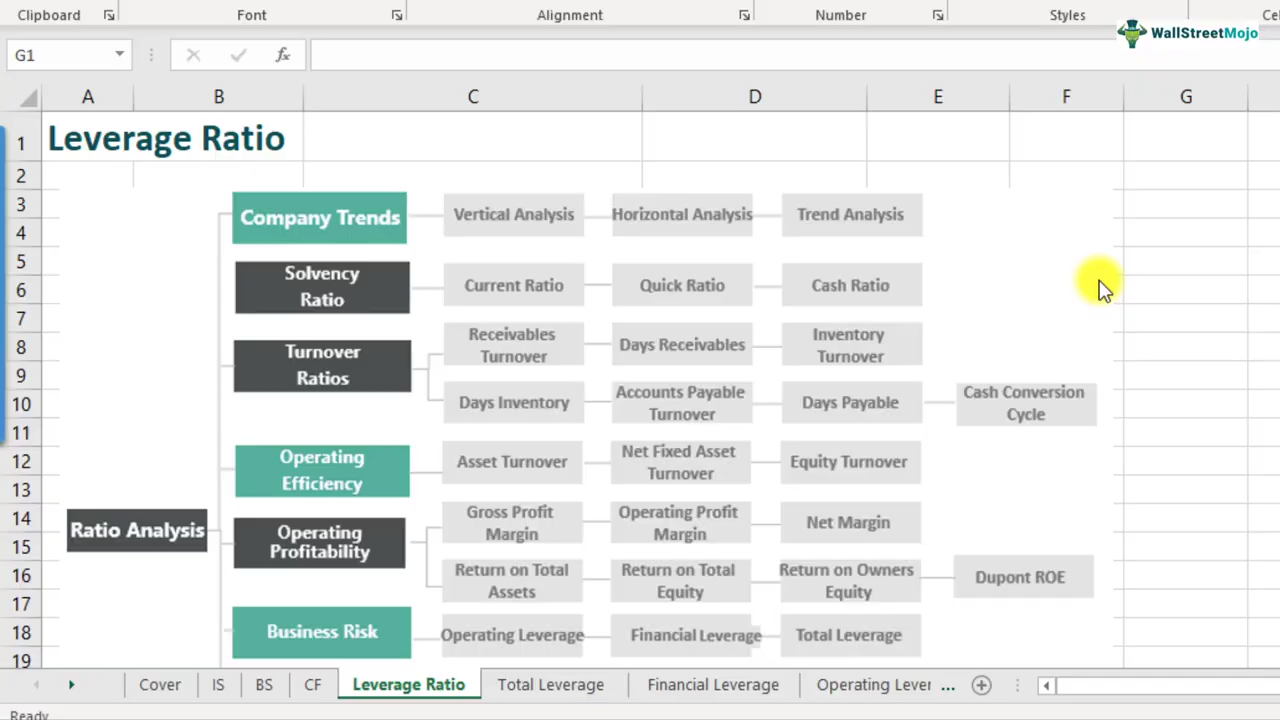 Clipboard
Font
Alignment
Number
Styles
WallStreetMojo
G1
fx
A B C D E F G
1 Leverage Ratio
2
3
4
5
6
7
8
9
10
11
12
13
14
15
16
17
18
19
Company Trends
Vertical Analysis
Horizontal Analysis
Trend Analysis
Solvency
Ratio
Current Ratio
Quick Ratio
Cash Ratio
Turnover
Ratios
Receivables
Turnover
Days Receivables
Inventory
Turnover
Days Inventory
Accounts Payable
Turnover
Days Payable
Cash Conversion
Cycle
Operating
Efficiency
Asset Turnover
Net Fixed Asset
Turnover
Equity Turnover
Ratio Analysis
Operating
Profitability
Gross Profit
Margin
Operating Profit
Margin
Net Margin
Return on Total
Assets
Return on Total
Equity
Return on Owners
Equity
Dupont ROE
Business Risk
Operating Leverage
Financial Leverage
Total Leverage
Cover IS BS CF Leverage Ratio Total Leverage Financial Leverage Operating Lever ...
Ready